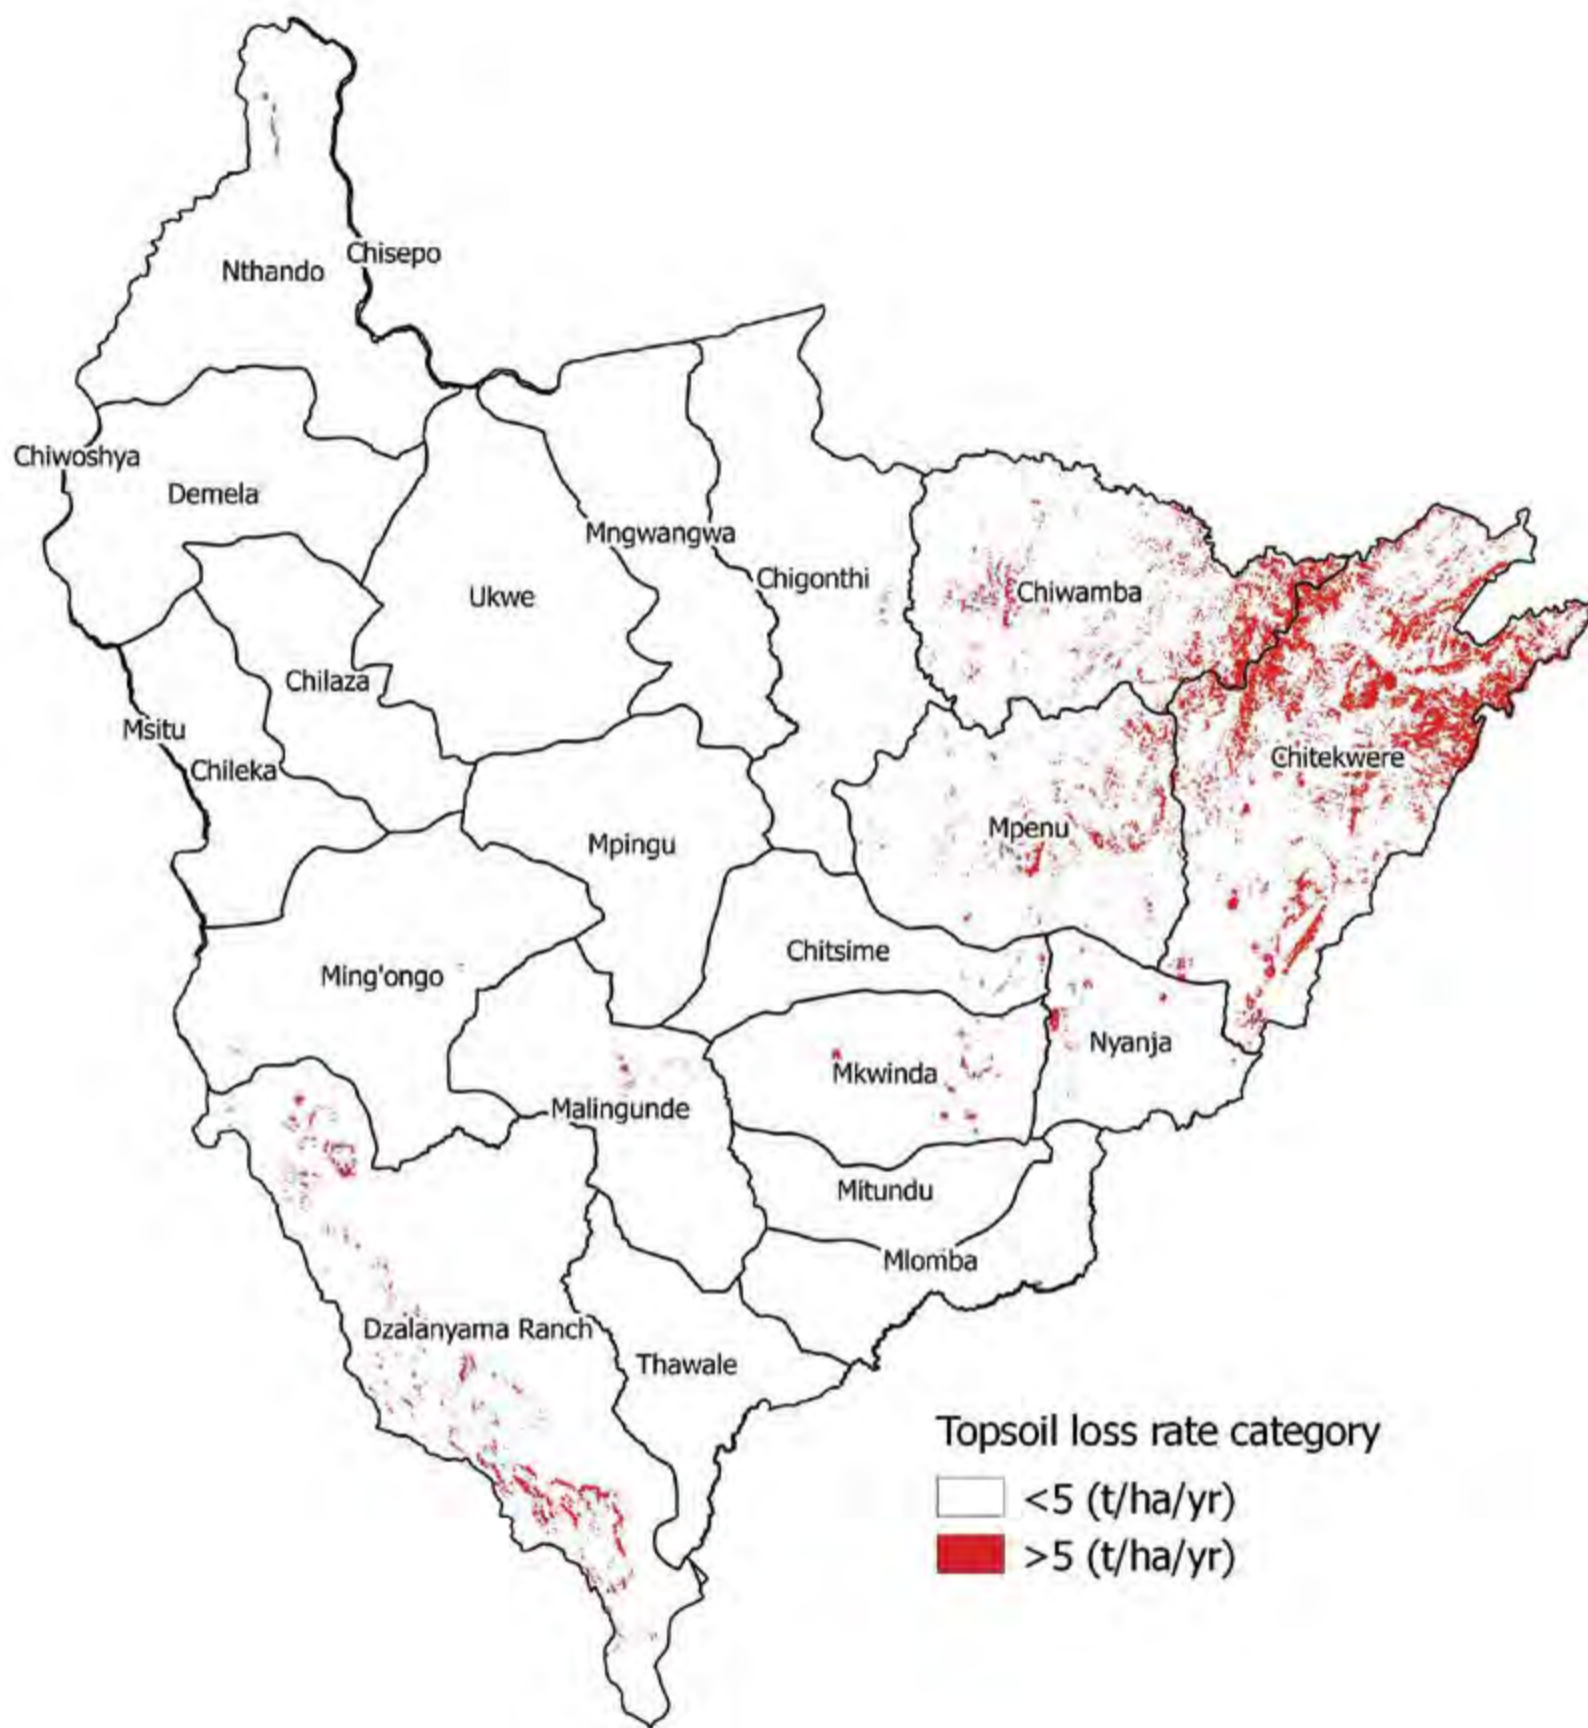 Chisepo
Nthando
Chiwoshya
Demela
Mngwangwa
Chigonthi
Chiwamba
Ukwe
Chilaza
Msitu
Chileka
Chitekwere
Mpenu
Mpingu
Chitsime
Ming'ongo
Nyanja
Mkwinda
Malingunde
Mitundu
Mlomba
Dzalanyama Ranch
Thawale
Topsoil loss rate category
<5 (t/ha/yr)
>5 (t/ha/yr)